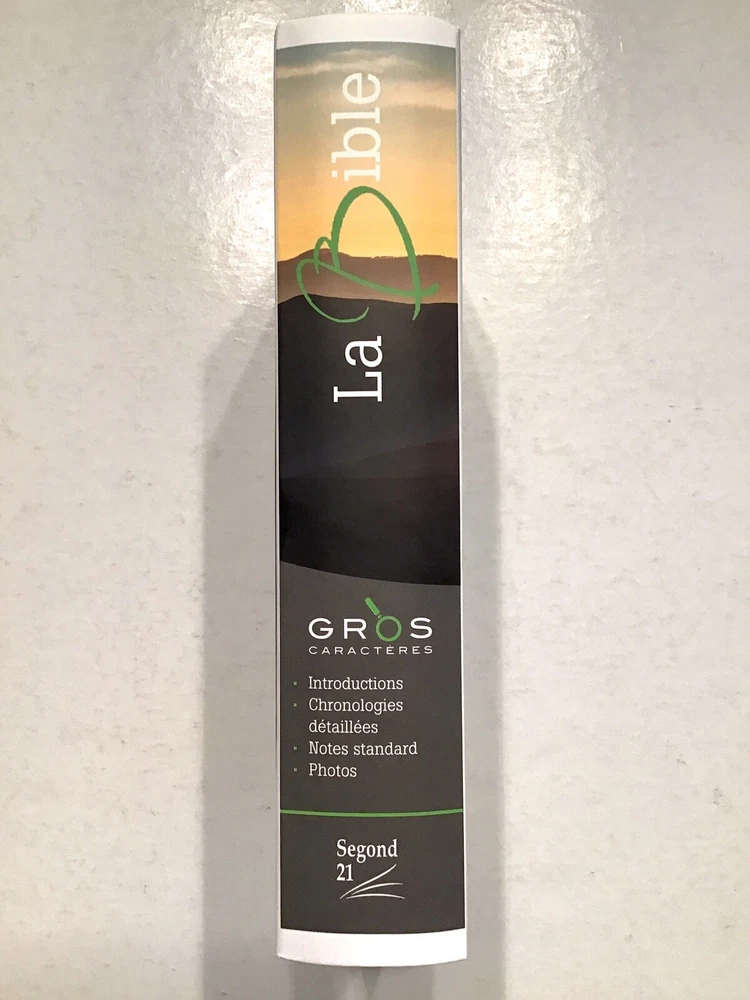 La Bible
GROS
CARACTÈRES
• Introductions
• Chronologies
détaillées
• Notes standard
• Photos
Segond
21